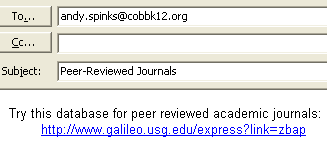 To... andy.spinks@cobbk12.org
Cc...
Subject: Peer-Reviewed Journals
Try this database for peer reviewed academic journals:
http://www.galileo.usg.edu/express?link=zbap